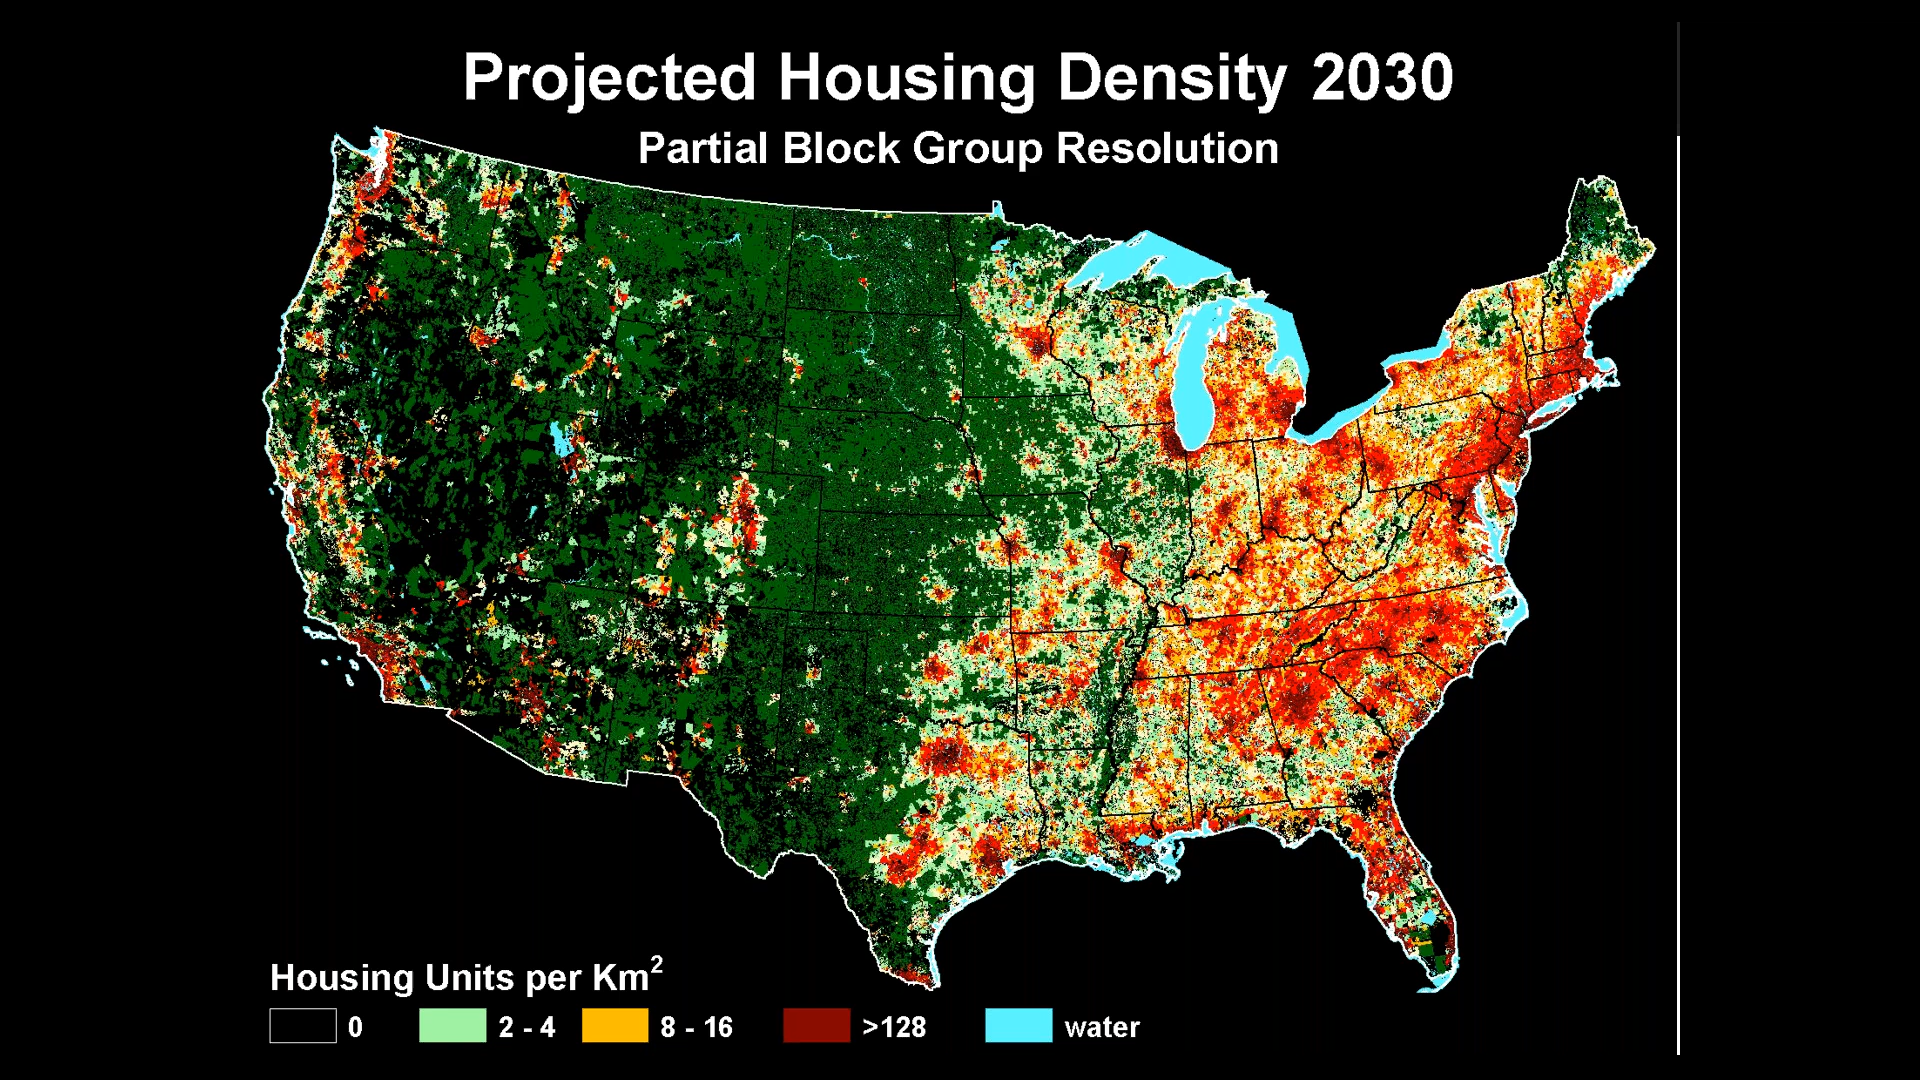 Projected Housing Density 2030
Partial Block Group Resolution
Housing Units per Km²
0 2 - 4 8 - 16 >128 water